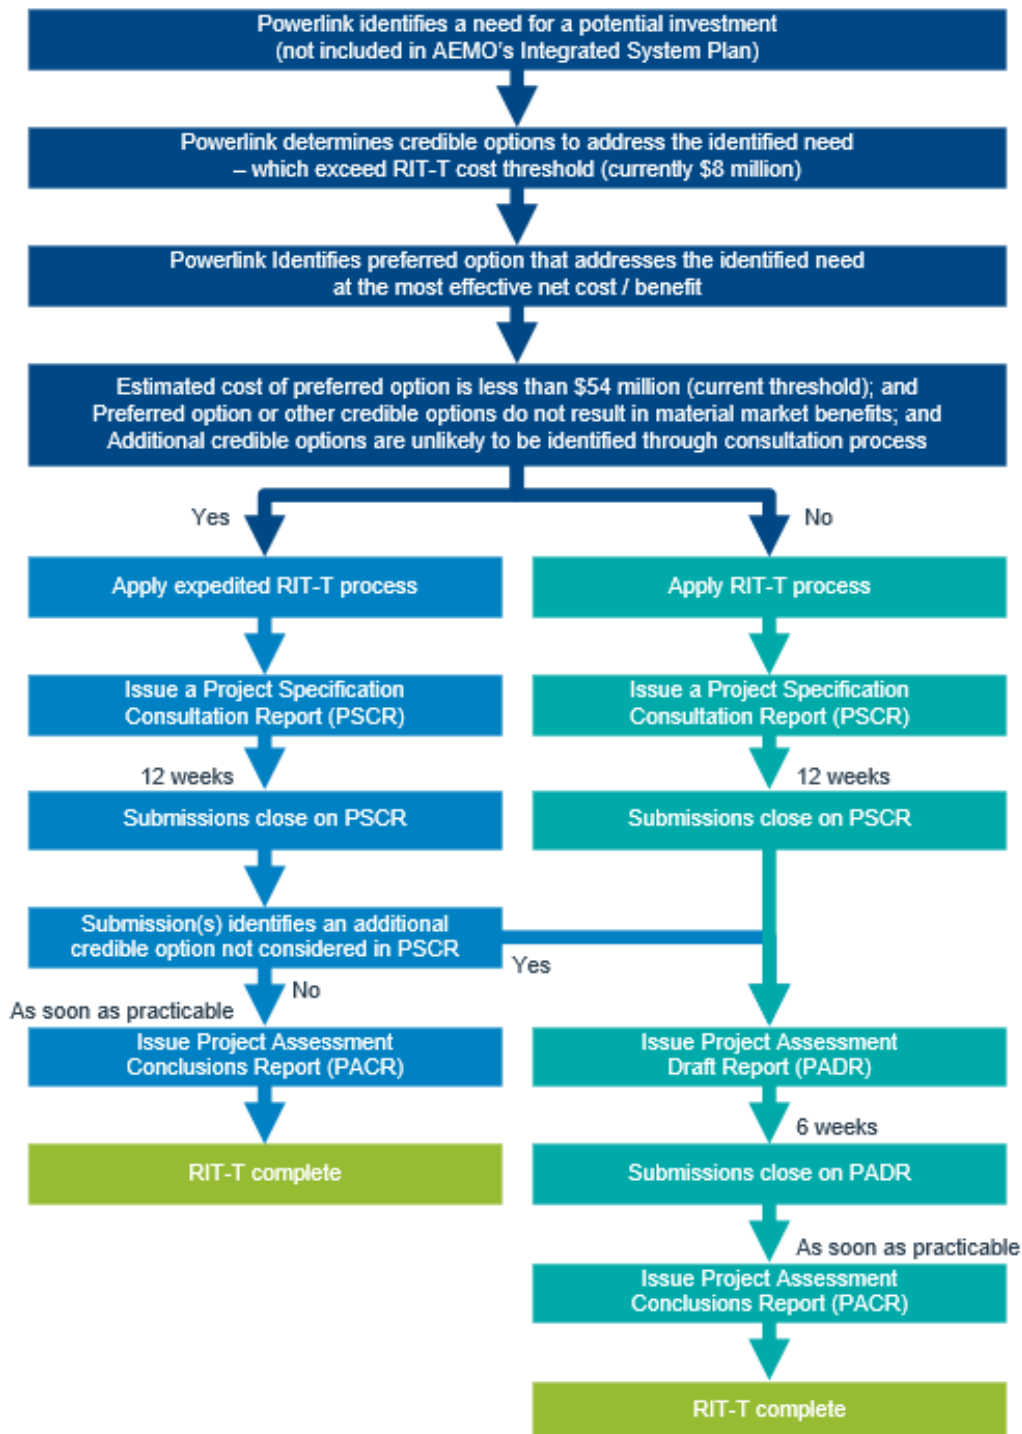 Powerlink identifies a need for a potential investment
(not included in AEMO's Integrated System Plan)
Powerlink determines credible options to address the identified need
– which exceed RIT-T cost threshold (currently $8 million)
Powerlink Identifies preferred option that addresses the identified need
at the most effective net cost / benefit
Estimated cost of preferred option is less than $54 million (current threshold); and
Preferred option or other credible options do not result in material market benefits; and
Additional credible options are unlikely to be identified through consultation process
Yes
No
Apply expedited RIT-T process
Apply RIT-T process
Issue a Project Specification
Consultation Report (PSCR)
Issue a Project Specification
Consultation Report (PSCR)
12 weeks
12 weeks
Submissions close on PSCR
Submissions close on PSCR
Submission(s) identifies an additional
credible option not considered in PSCR
Yes
No
As soon as practicable
Issue Project Assessment
Conclusions Report (PACR)
Issue Project Assessment
Draft Report (PADR)
6 weeks
RIT-T complete
Submissions close on PADR
As soon as practicable
Issue Project Assessment
Conclusions Report (PACR)
RIT-T complete